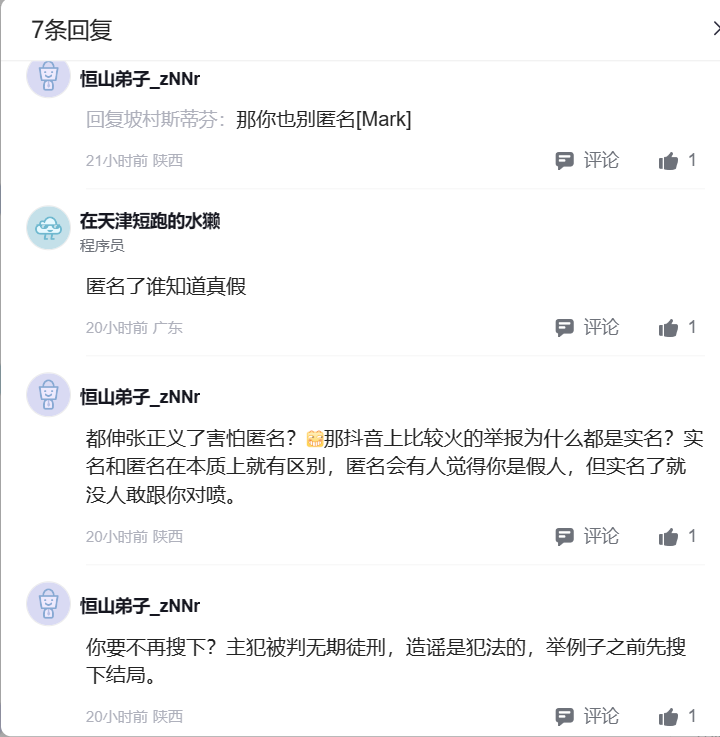 7条回复
恒山弟子_zNNr
回复坡村斯蒂芬：那你也别匿名[Mark]
21小时前 陕西
评论 1
在天津短跑的水獭
程序员
匿名了谁知道真假
20小时前 广东
评论 1
恒山弟子_zNNr
都伸张正义了害怕匿名？那抖音上比较火的举报为什么都是实名？实
名和匿名在本质上就有区别，匿名会有人觉得你是假人，但实名了就
没人敢跟你对喷。
20小时前 陕西
评论 1
恒山弟子_zNNr
你要不再搜下？主犯被判无期徒刑，造谣是犯法的，举例子之前先搜
下结局。
20小时前 陕西
评论 1